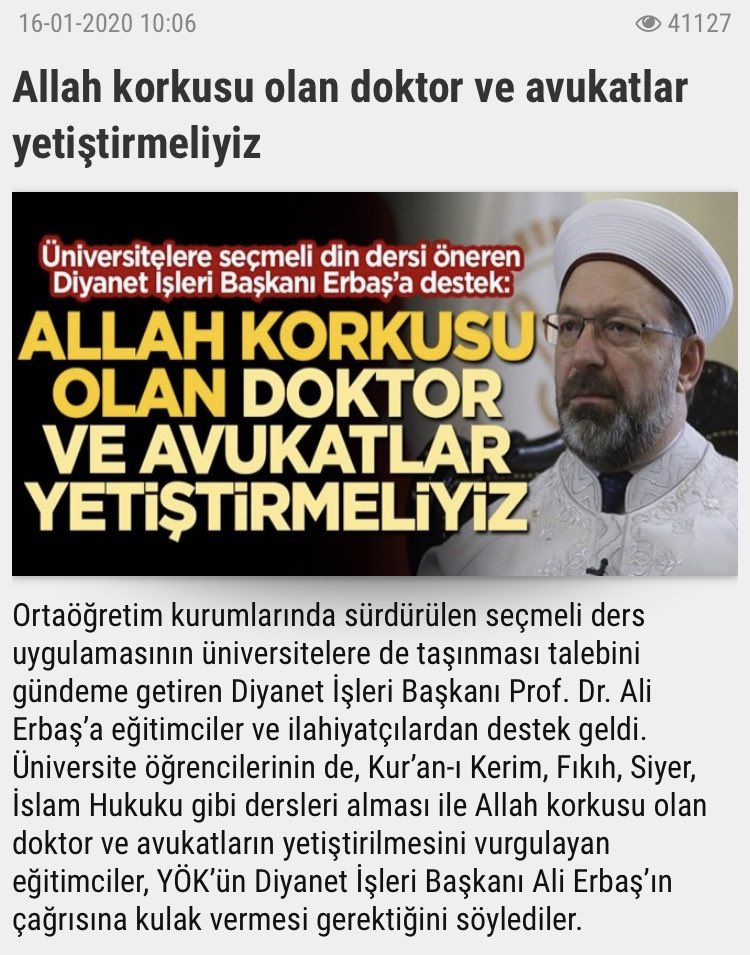 16-01-2020 10:06
41127
Allah korkusu olan doktor ve avukatlar
yetiştirmeliyiz
Üniversitelere seçmeli din dersi öneren
Diyanet İşleri Başkanı Erbaş’a destek:
ALLAH KORKUSU
OLAN DOKTOR
VE AVUKATLAR
YETİŞTİRMELİYİZ
Ortaöğretim kurumlarında sürdürülen seçmeli ders
uygulamasının üniversitelere de taşınması talebini
gündeme getiren Diyanet İşleri Başkanı Prof. Dr. Ali
Erbaş’a eğitimciler ve ilahiyatçılardan destek geldi.
Üniversite öğrencilerinin de, Kur’an-ı Kerim, Fıkıh, Siyer,
İslam Hukuku gibi dersleri alması ile Allah korkusu olan
doktor ve avukatların yetiştirilmesini vurgulayan
eğitimciler, YÖK’ün Diyanet İşleri Başkanı Ali Erbaş’ın
çağrısına kulak vermesi gerektiğini söylediler.